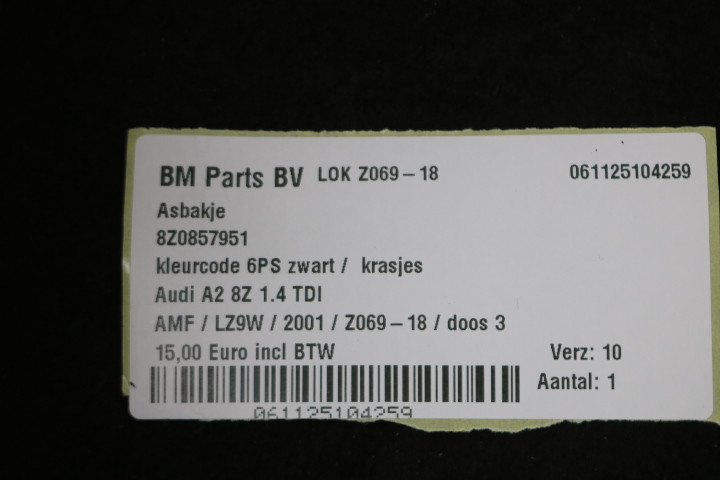 BM Parts BV LOK Z069-18 061125104259
Asbakje
8Z0857951
kleurcode 6PS zwart / krasjes
Audi A2 8Z 1.4 TDI
AMF / LZ9W / 2001 / Z069-18 / doos 3
15,00 Euro incl BTW Verz: 10
Aantal: 1
061125104259